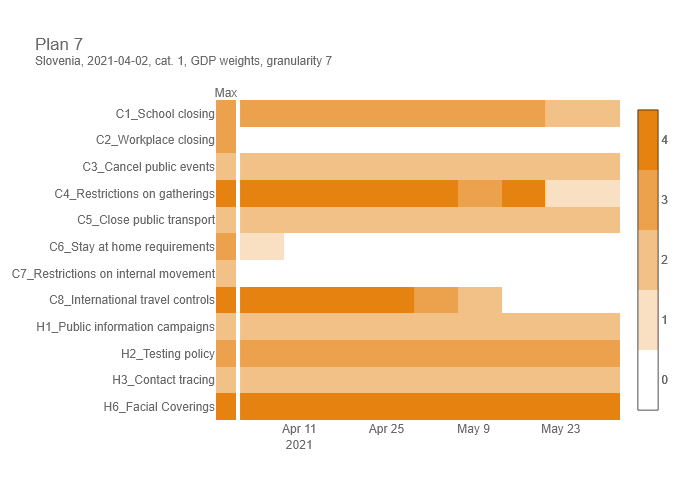 Plan 7
Slovenia, 2021-04-02, cat. 1, GDP weights, granularity 7
Max
C1_School closing
C2_Workplace closing
C3_Cancel public events
C4_Restrictions on gatherings
C5_Close public transport
C6_Stay at home requirements
C7_Restrictions on internal movement
C8_International travel controls
H1_Public information campaigns
H2_Testing policy
H3_Contact tracing
H6_Facial Coverings
Apr 11
2021
Apr 25
May 9
May 23
4
3
2
1
0